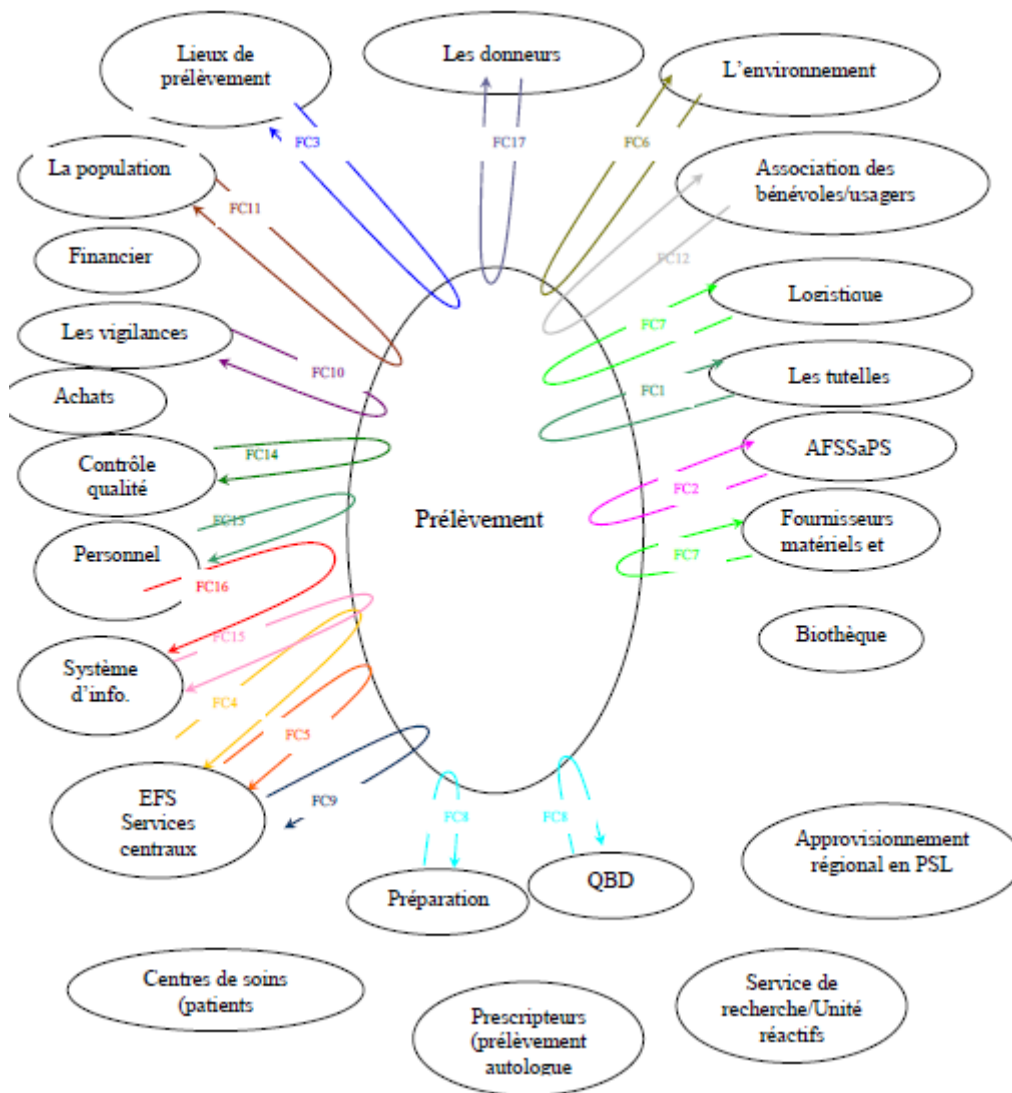 Lieux de
prélèvement
Les donneurs
L’environnement
FC3
FC17
FC6
La population
Association des
bénévoles/usagers
FC11
FC12
Financier
Logistique
FC7
Les vigilances
FC10
Les tutelles
FC1
Achats
AFSSaPS
Contrôle
qualité
FC14
FC2
Prélèvement
Fournisseurs
matériels et
FC13
FC7
Personnel
FC16
Biothèque
FC15
Système
d’info.
FC4
FC5
EFS
Services
centraux
FC9
FC8
FC8
Approvisionnement
régional en PSL
Préparation
QBD
Centres de soins
(patients
Service de
recherche/Unité
réactifs
Prescripteurs
(prélèvement
autologue